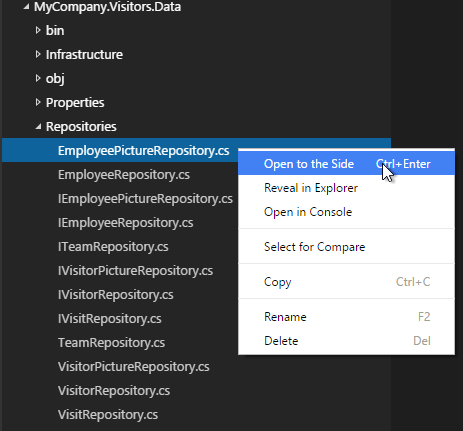 MyCompany.Visitors.Data
bin
Infrastructure
obj
Properties
Repositories
EmployeePictureRepository.cs
EmployeeRepository.cs
IEmployeePictureRepository.cs
IEmployeeRepository.cs
ITeamRepository.cs
IVisitorPictureRepository.cs
IVisitorRepository.cs
IVisitRepository.cs
TeamRepository.cs
VisitorPictureRepository.cs
VisitorRepository.cs
VisitRepository.cs
Open to the Side Ctrl+Enter
Reveal in Explorer
Open in Console
Select for Compare
Copy Ctrl+C
Rename F2
Delete Del